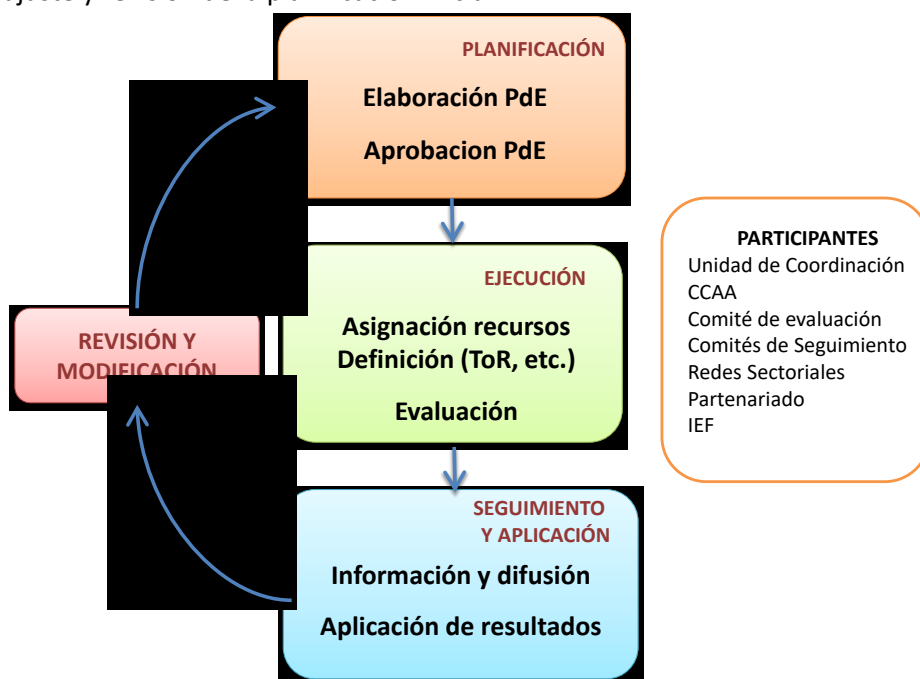 PLANIFICACIÓN
Elaboración PdE
Aprobacion PdE
EJECUCIÓN
Asignación recursos
Definición (ToR, etc.)
Evaluación
REVISIÓN Y
MODIFICACIÓN
SEGUIMIENTO
Y APLICACIÓN
Información y difusión
Aplicación de resultados
PARTICIPANTES
Unidad de Coordinación
CCAA
Comité de evaluación
Comités de Seguimiento
Redes Sectoriales
Partenariado
IEF